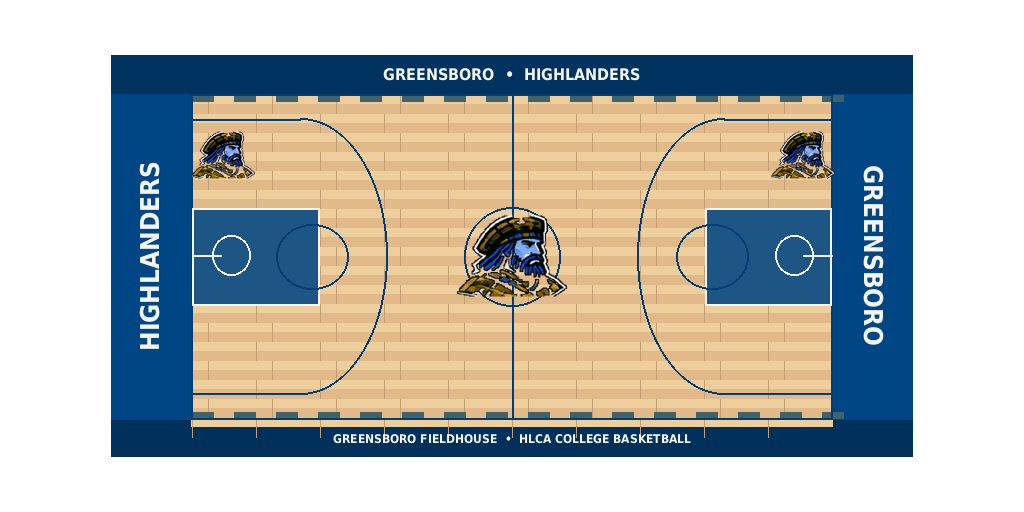 GREENSBORO • HIGHLANDERS
HIGHLANDERS
GREENSBORO
GREENSBORO FIELDHOUSE • HLCA COLLEGE BASKETBALL